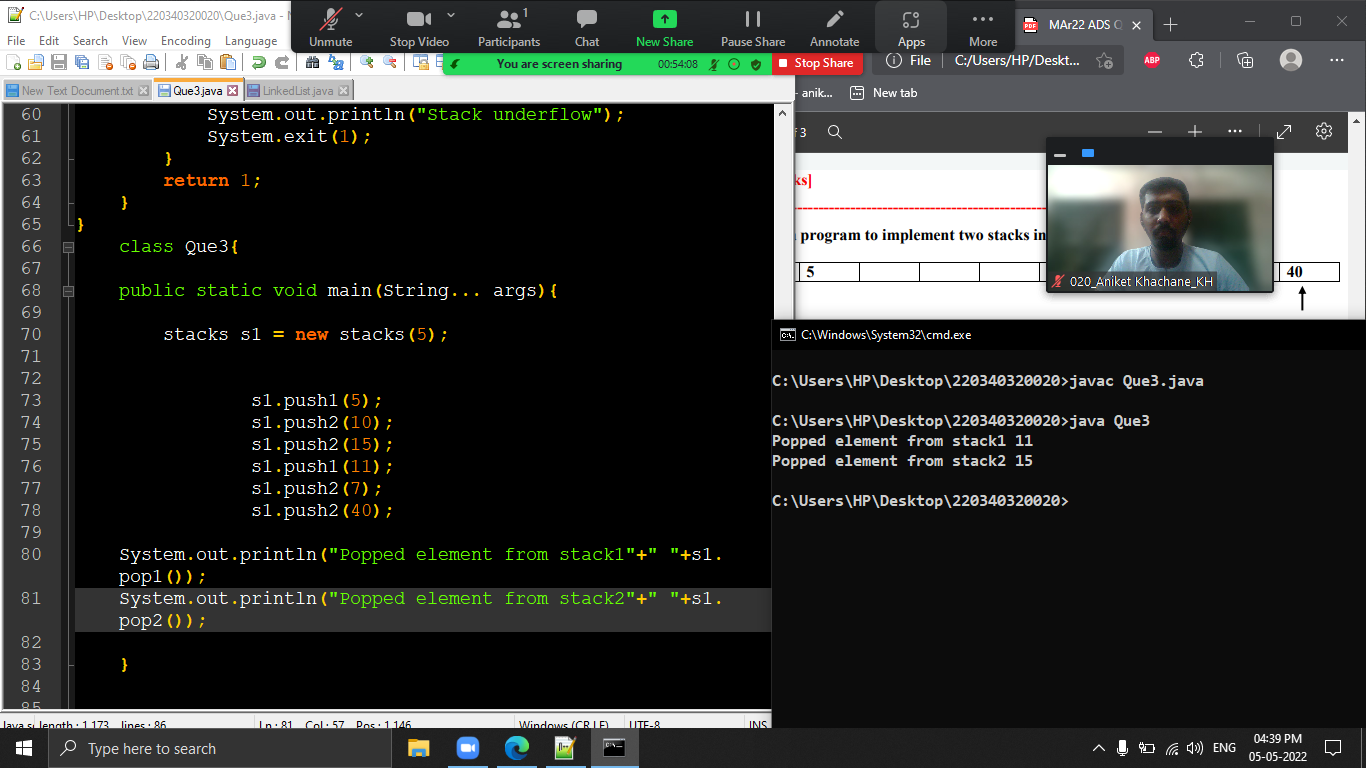 C:\Users\HP\Desktop\220340320020\Que3.java - N
File Edit Search View Encoding Language
Unmute
Stop Video
1
Participants
Chat
New Share
Pause Share
Annotate
Apps
More
You are screen sharing 00:54:08 Stop Share
MAr22 ADS Q
File C:/Users/HP/Deskt...
ABP
- anik... New tab
New Text Document.txt Que3.java LinkedList.java
60 System.out.println("Stack underflow");
61 System.exit(1);
62 }
63 return 1;
64 }
65 }
66 class Que3{
67
68 public static void main(String... args){
69
70 stacks s1 = new stacks(5);
71
72
73 s1.push1(5);
74 s1.push2(10);
75 s1.push2(15);
76 s1.push1(11);
77 s1.push2(7);
78 s1.push2(40);
79
80 System.out.println("Popped element from stack1"+" "+s1.
pop1());
81 System.out.println("Popped element from stack2"+" "+s1.
pop2());
82
83 }
84
85
length : 1,173 lines : 86 Ln : 81 Col : 57 Pos : 1,146 Windows (CR LF) UTF-8 INS
f 3
ks]
program to implement two stacks in
5 40
020_Aniket Khachane_KH
C:\Windows\System32\cmd.exe
C:\Users\HP\Desktop\220340320020>javac Que3.java
C:\Users\HP\Desktop\220340320020>java Que3
Popped element from stack1 11
Popped element from stack2 15
C:\Users\HP\Desktop\220340320020>
Type here to search
ENG
04:39 PM
05-05-2022